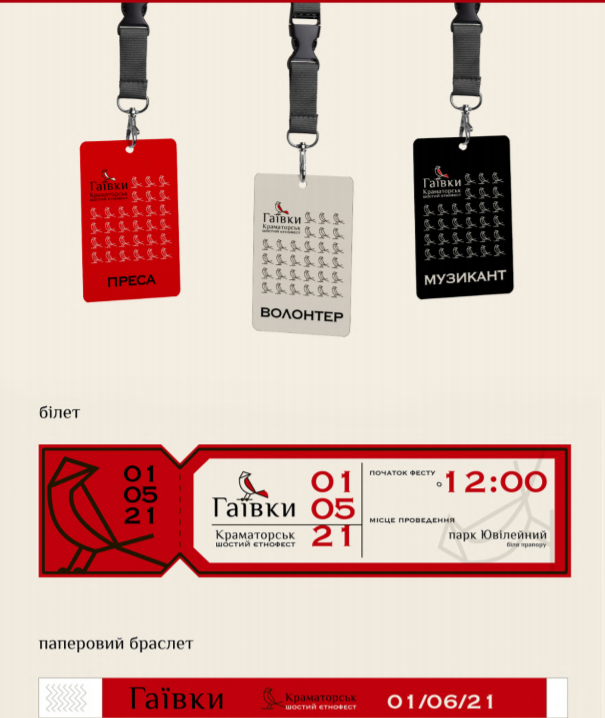 Гаївки
Краматорськ
шостий етнофест
ПРЕСА
Гаївки
Краматорськ
шостий етнофест
ВОЛОНТЕР
Гаївки
Краматорськ
шостий етнофест
МУЗИКАНТ
білет
01
05
21
Гаївки
Краматорськ
шостий етнофест
01
05
21
початок фесту
о 12:00
місце проведення
парк Ювілейний
біля прапору
паперовий браслет
Гаївки
Краматорськ
шостий етнофест
01/06/21